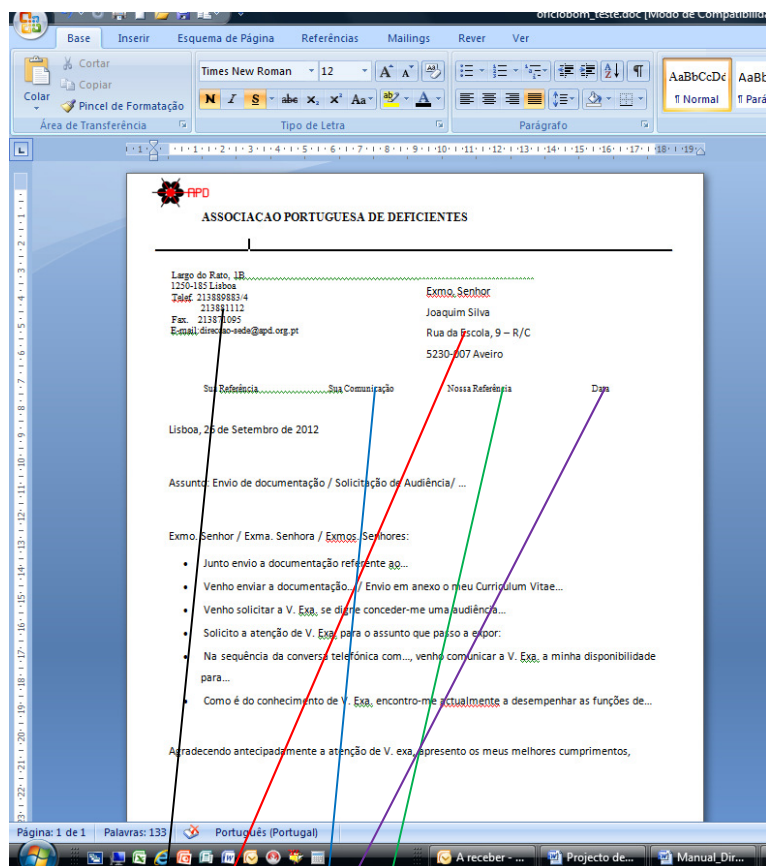 oficiobom_teste.doc [Modo de Compatibilida
Base Inserir Esquema de Página Referências Mailings Rever Ver
Colar
Cortar
Copiar
Pincel de Formatação
Times New Roman 12
N I S abc X₂ X² Aa A
AaBbCcDc AaBb
¶ Normal ¶ Pará
Área de Transferência Tipo de Letra Parágrafo
APD
ASSOCIACAO PORTUGUESA DE DEFICIENTES
Largo do Rato, 1B
1250-185 Lisboa
Telef. 213889883/4
213881112
Fax. 213871095
E-mail:direccao-sede@apd.org.pt
Exmo. Senhor
Joaquim Silva
Rua da Escola, 9 – R/C
5230-007 Aveiro
Sua Referência Sua Comunicação Nossa Referência Data
Lisboa, 26 de Setembro de 2012
Assunto: Envio de documentação / Solicitação de Audiência/ ...
Exmo. Senhor / Exma. Senhora / Exmos. Senhores:
• Junto envio a documentação referente ao...
• Venho enviar a documentação... / Envio em anexo o meu Curriculum Vitae...
• Venho solicitar a V. Exa. se digne conceder-me uma audiência...
• Solicito a atenção de V. Exa. para o assunto que passo a expor:
• Na sequência da conversa telefónica com..., venho comunicar a V. Exa. a minha disponibilidade
para...
• Como é do conhecimento de V. Exa. encontro-me actualmente a desempenhar as funções de...
Agradecendo antecipadamente a atenção de V. exa, apresento os meus melhores cumprimentos,
Página: 1 de 1 Palavras: 133 Português (Portugal)
A receber - ... Projecto de... Manual_Dir...